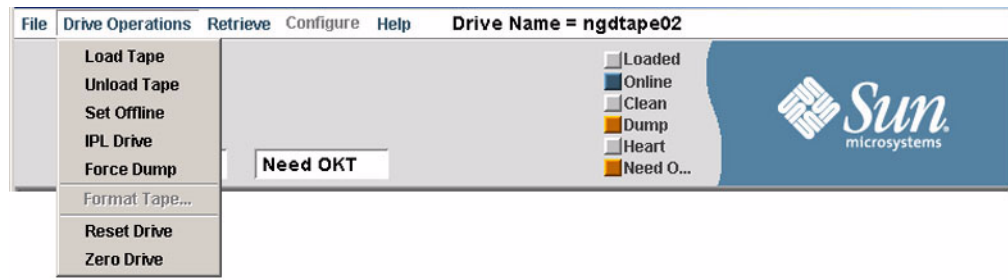 File Drive Operations Retrieve Configure Help Drive Name = ngdtape02
Load Tape
Unload Tape
Set Offline
IPL Drive
Force Dump
Format Tape...
Reset Drive
Zero Drive
Need OKT
Loaded
Online
Clean
Dump
Heart
Need O...
Sun
microsystems